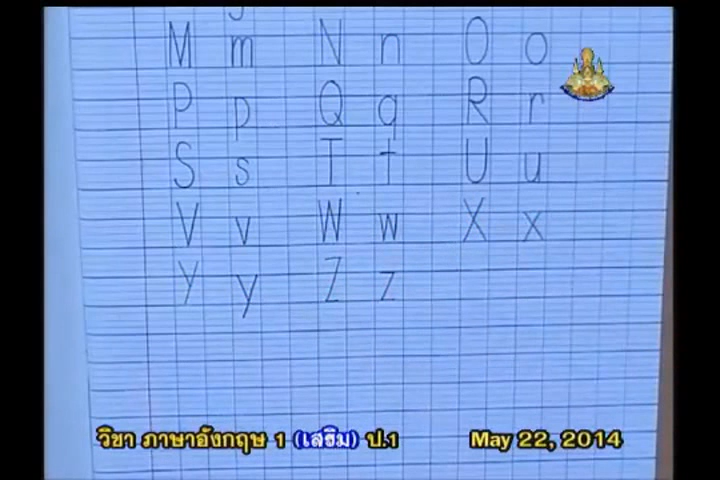 M m N n O o
P p Q q R r
S s T t U u
V v W w X x
Y y Z z
วิชา ภาษาอังกฤษ 1 (เสริม) ป.1
May 22, 2014